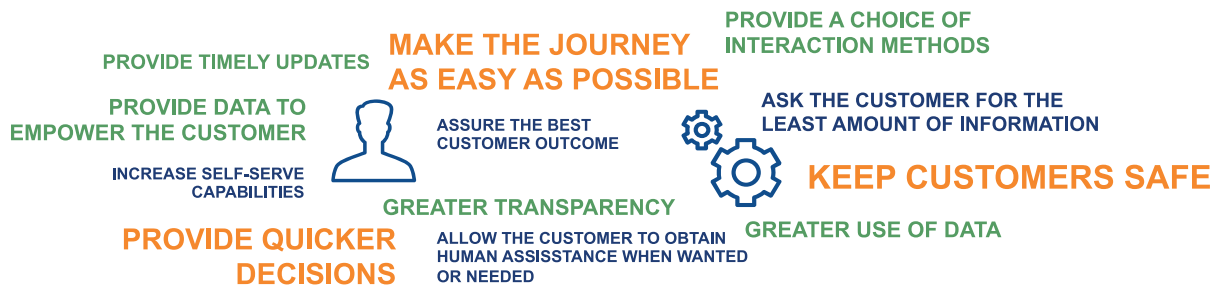 PROVIDE TIMELY UPDATES
MAKE THE JOURNEY
AS EASY AS POSSIBLE
PROVIDE A CHOICE OF
INTERACTION METHODS
PROVIDE DATA TO
EMPOWER THE CUSTOMER
ASSURE THE BEST
CUSTOMER OUTCOME
ASK THE CUSTOMER FOR THE
LEAST AMOUNT OF INFORMATION
INCREASE SELF-SERVE
CAPABILITIES
KEEP CUSTOMERS SAFE
GREATER TRANSPARENCY
GREATER USE OF DATA
PROVIDE QUICKER
DECISIONS
ALLOW THE CUSTOMER TO OBTAIN
HUMAN ASSISSTANCE WHEN WANTED
OR NEEDED